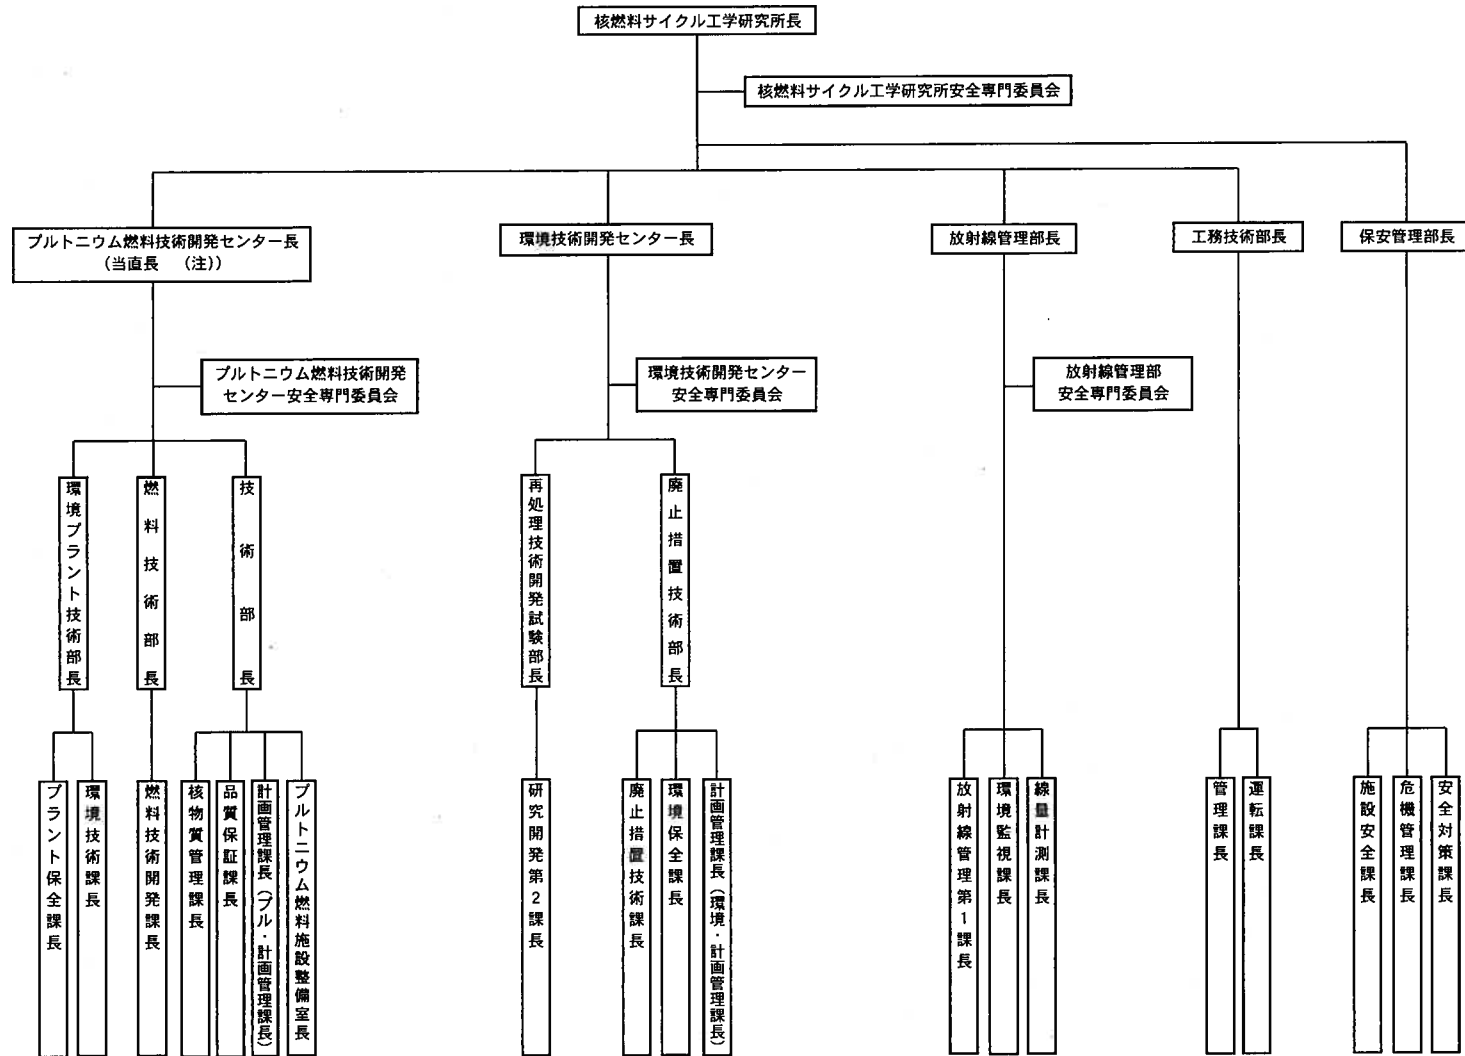 核燃料サイクル工学研究所長
核燃料サイクル工学研究所安全専門委員会
プルトニウム燃料技術開発センター長
(当直長 (注))
環境技術開発センター長
放射線管理部長
工務技術部長
保安管理部長
プルトニウム燃料技術開発
センター安全専門委員会
環境技術開発センター
安全専門委員会
放射線管理部
安全専門委員会
環境プラント技術部長
燃料技術部長
技術部長
再処理技術開発試験部長
廃止措置技術部長
プラント保全課長
環境技術課長
燃料技術開発課長
核物質管理課長
品質保証課長
計画管理課長(プル・計画管理課長)
プルトニウム燃料施設整備室長
研究開発第2課長
廃止措置技術課長
環境保全課長
計画管理課長(環境・計画管理課長)
放射線管理第1課長
環境監視課長
線量計測課長
管理課長
運転課長
施設安全課長
危機管理課長
安全対策課長